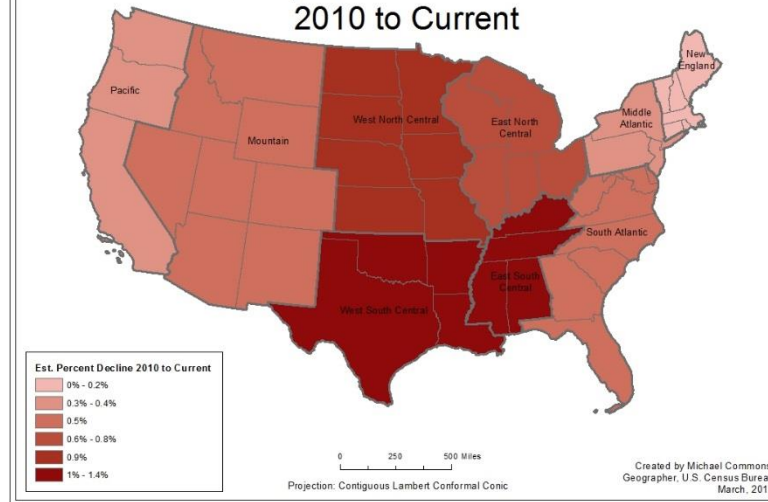 2010 to Current
New
England
Pacific
Middle
Atlantic
West North Central
East North
Central
Mountain
South Atlantic
East South
Central
West South Central
Est. Percent Decline 2010 to Current
0% - 0.2%
0.3% - 0.4%
0.5%
0.6% - 0.8%
0.9%
1% - 1.4%
0 250 500 Miles
Projection: Contiguous Lambert Conformal Conic
Created by Michael Commons
Geographer, U.S. Census Burea
March, 201